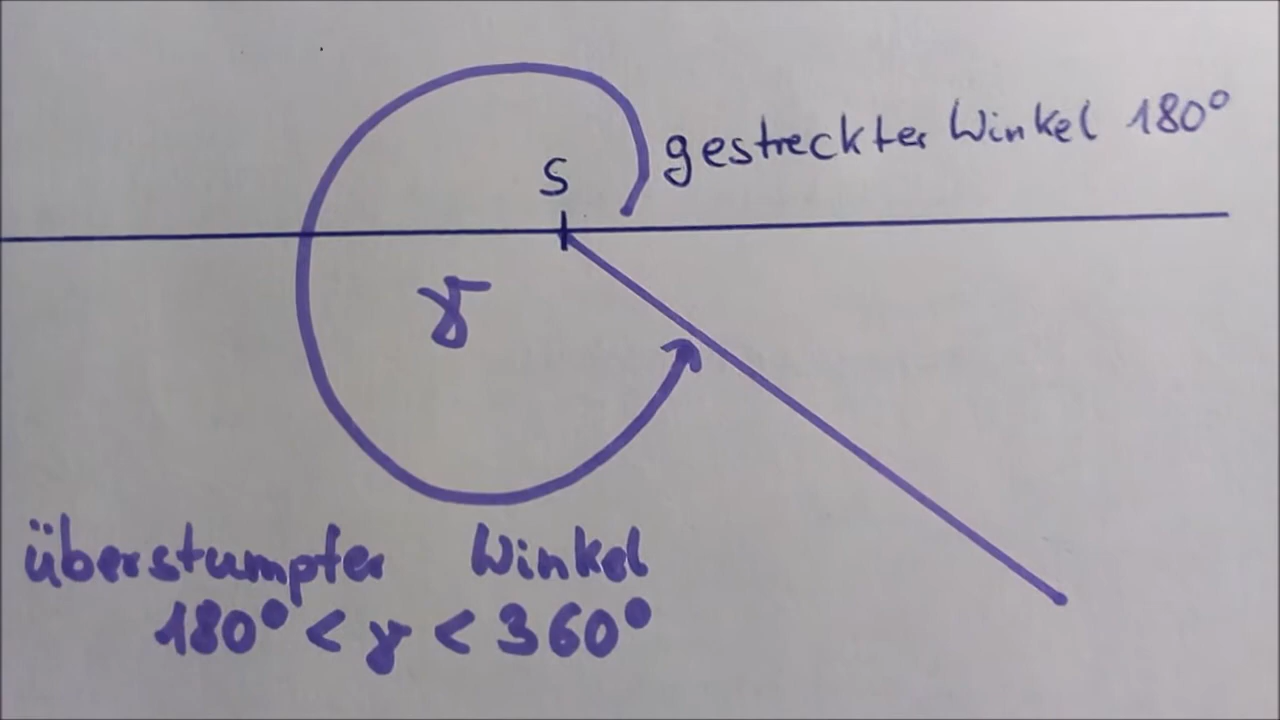 S
gestreckter Winkel 180°
γ
überstumpfer Winkel
180° < γ < 360°